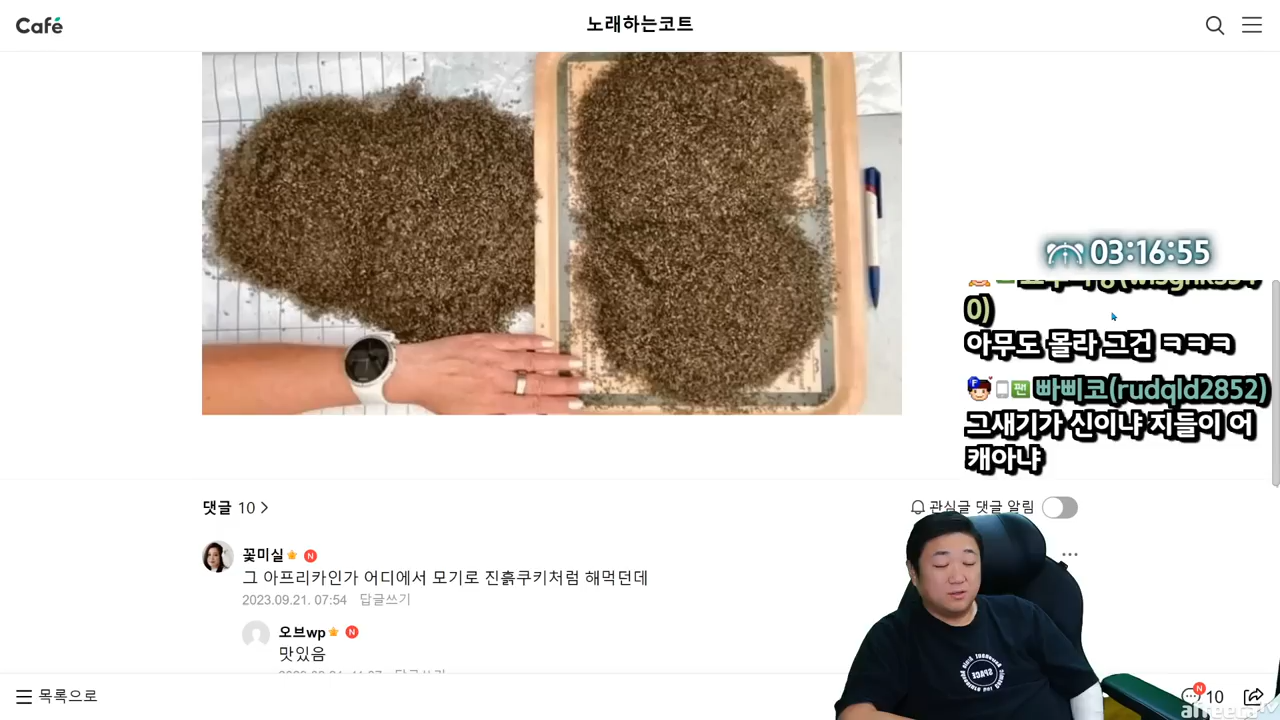 Café
노래하는코트
03:16:55
0)
아무도 몰라 그건 ㅋㅋㅋ
팬 빠삐코(rudqld2852)
그새기가 신이냐 지들이 어
캐아냐
댓글 10
관심글 댓글 알림
꽃미실 N
그 아프리카인가 어디에서 모기로 진흙쿠키처럼 해먹던데
2023.09.21. 07:54 답글쓰기
오브wp N
맛있음
목록으로
N
10
SPACE
afreecaTV